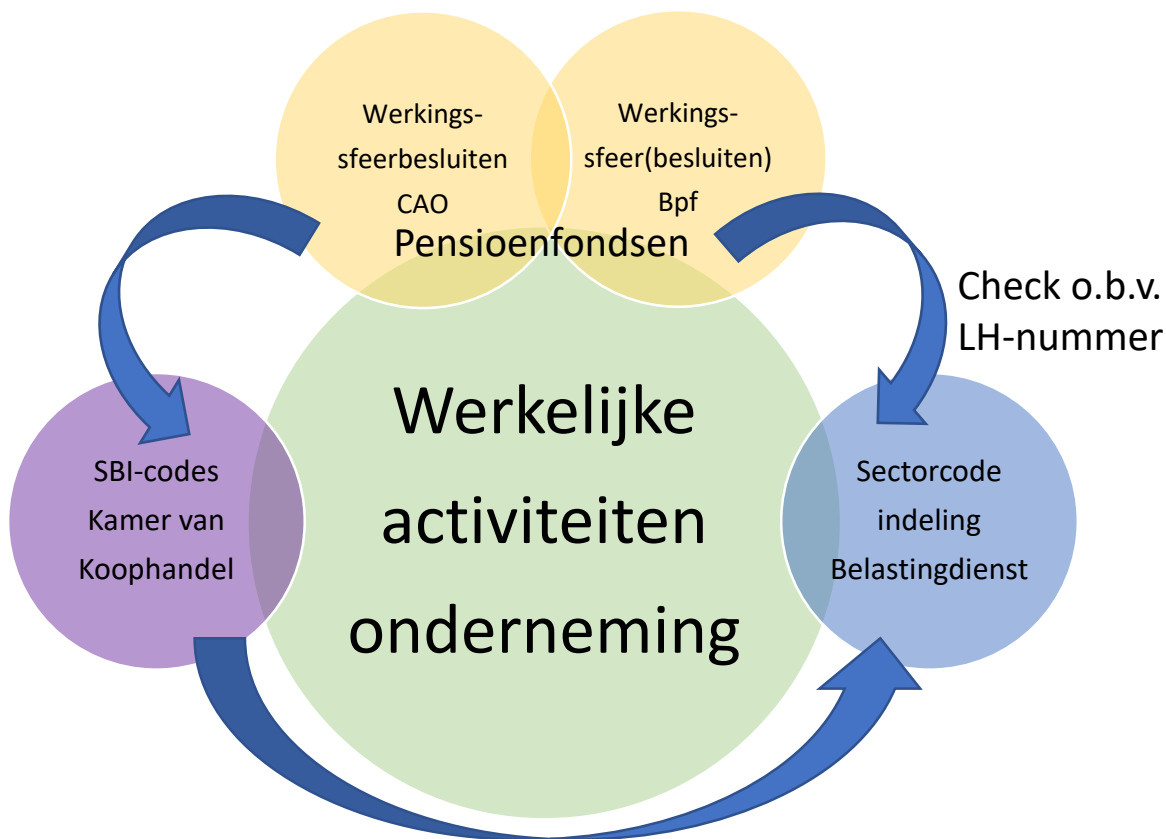 Werkings-
sfeerbesluiten
CAO
Werkings-
sfeer(besluiten)
Bpf
Pensioenfondsen
Check o.b.v.
LH-nummer
SBI-codes
Kamer van
Koophandel
Werkelijke
activiteiten
onderneming
Sectorcode
indeling
Belastingdienst